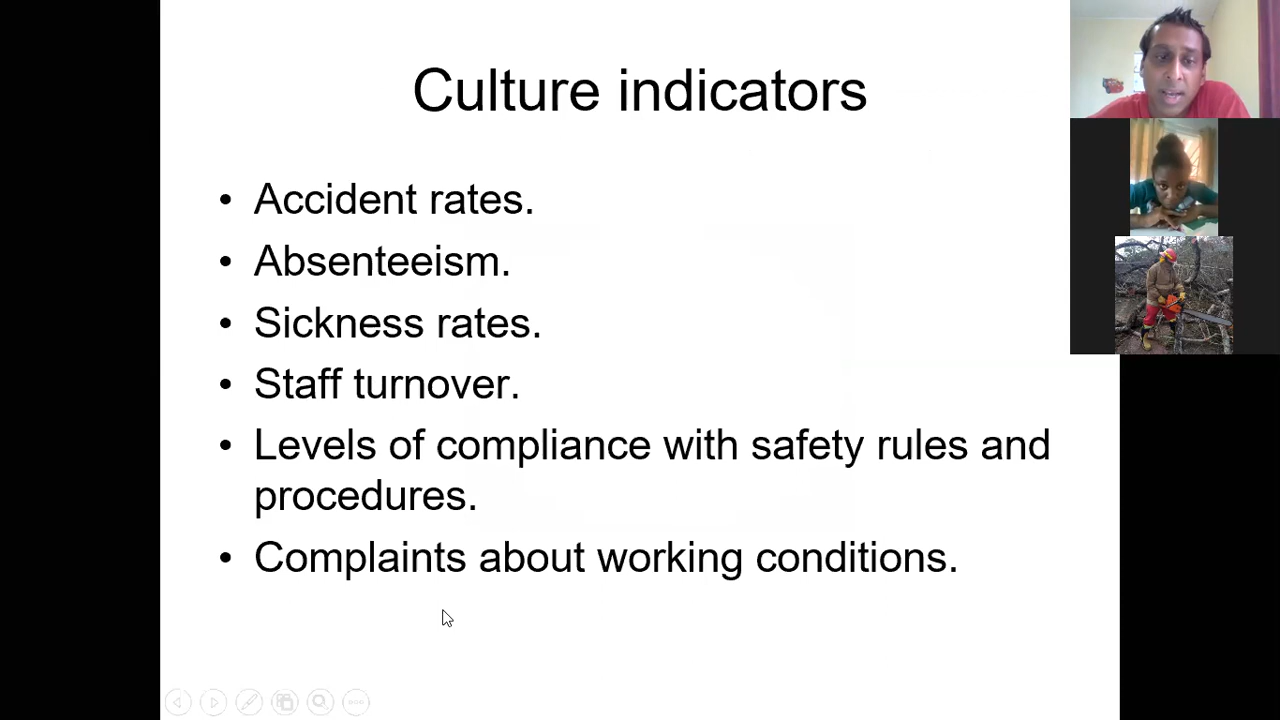 Culture indicators
• Accident rates.
• Absenteeism.
• Sickness rates.
• Staff turnover.
• Levels of compliance with safety rules and
procedures.
• Complaints about working conditions.